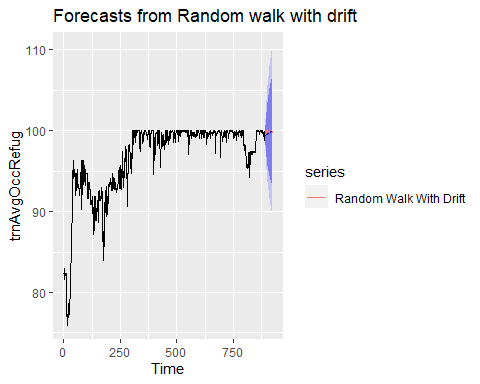 Forecasts from Random walk with drift
110
100
90
80
trnAvgOccRefug
0
250
500
750
Time
series
Random Walk With Drift